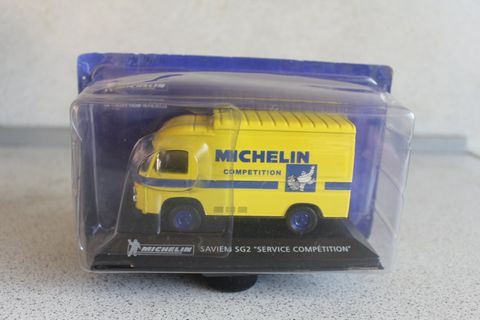 MICHELIN
COMPETITION
MICHELIN SAVIEM SG2 "SERVICE COMPÉTITION"